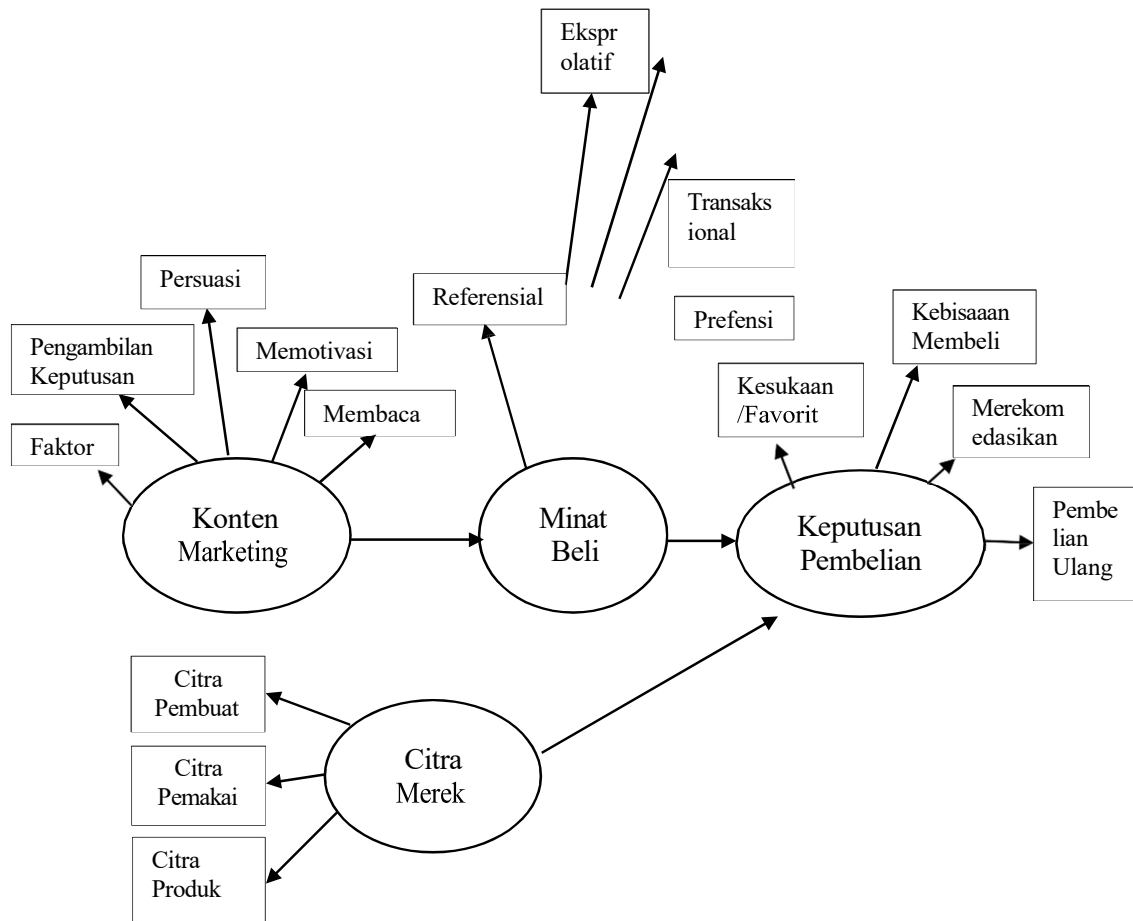 Ekspr
olatif
Transaks
ional
Persuasi
Referensial
Prefensi
Kebisaaan
Membeli
Pengambilan
Keputusan
Memotivasi
Kesukaan
/Favorit
Membaca
Merekom
edasikan
Faktor
Konten
Marketing
Minat
Beli
Keputusan
Pembelian
Pembe
lian
Ulang
Citra
Pembuat
Citra
Pemakai
Citra
Merek
Citra
Produk